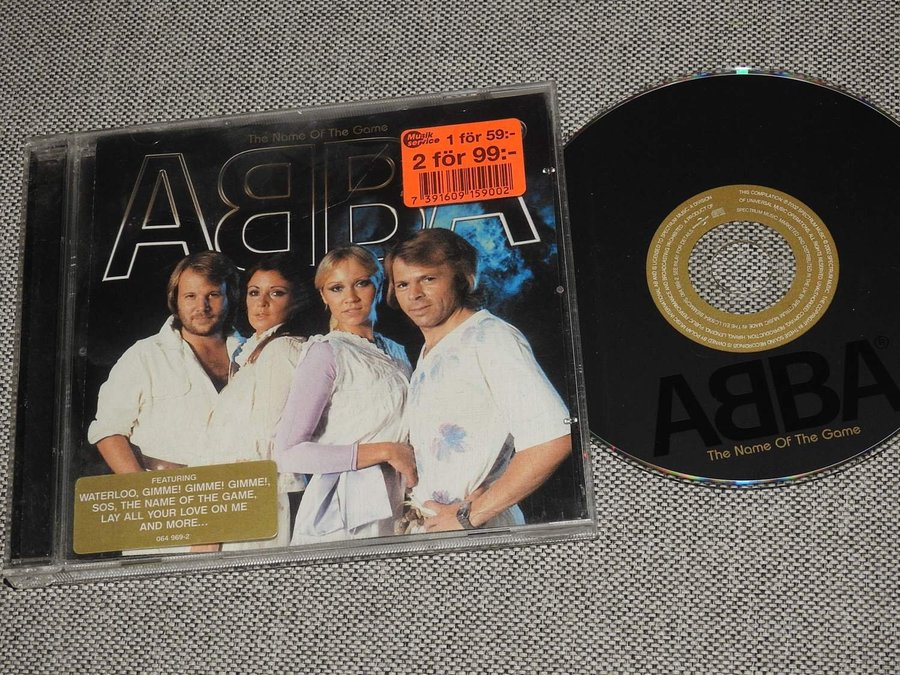 The Name Of The Game
ABBA
Musik service 1 för 59:-
2 för 99:-
7 391609 159002
FEATURING
WATERLOO, GIMME! GIMME! GIMME!,
SOS, THE NAME OF THE GAME,
LAY ALL YOUR LOVE ON ME
AND MORE...
064 969-2
ABBA®
The Name Of The Game